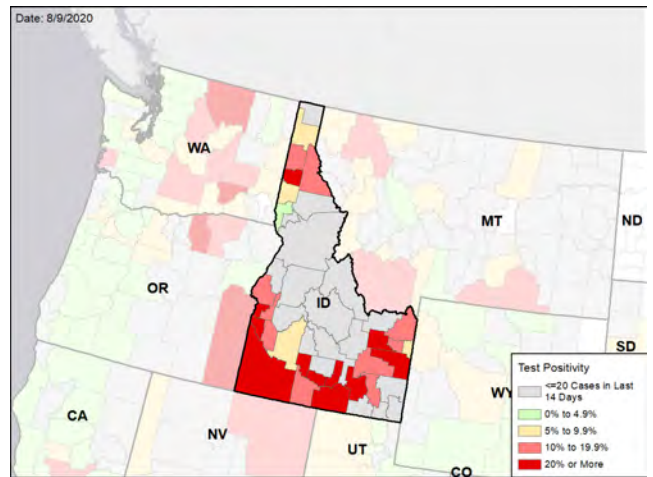 Date: 8/9/2020
WA
MT
ND
OR
ID
SD
WY
CA
NV
UT
CO
Test Positivity
<=20 Cases in Last
14 Days
0% to 4.9%
5% to 9.9%
10% to 19.9%
20% or More